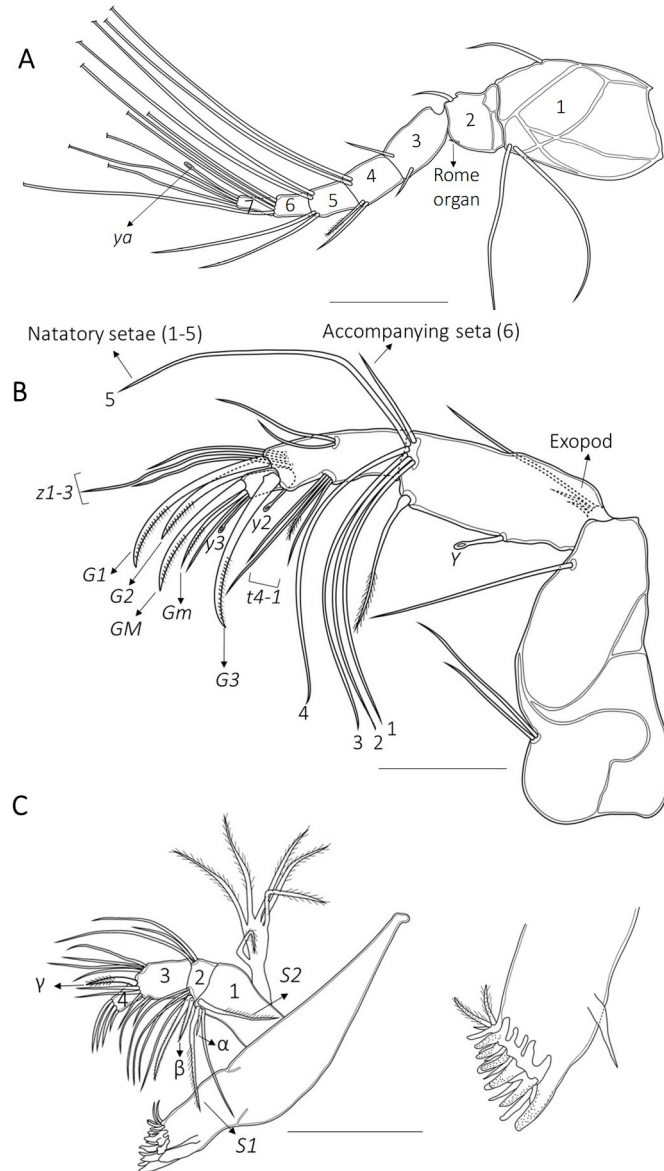 A
1
2
3
Rome
organ
4
5
6
7
ya
Natatory setae (1-5)
Accompanying seta (6)
5
B
Exopod
z1-3
y3
y2
Y
G1
G2
t4-1
GM
Gm
G3
4
3
2
1
C
γ
3
2
1
S2
4
α
β
S1